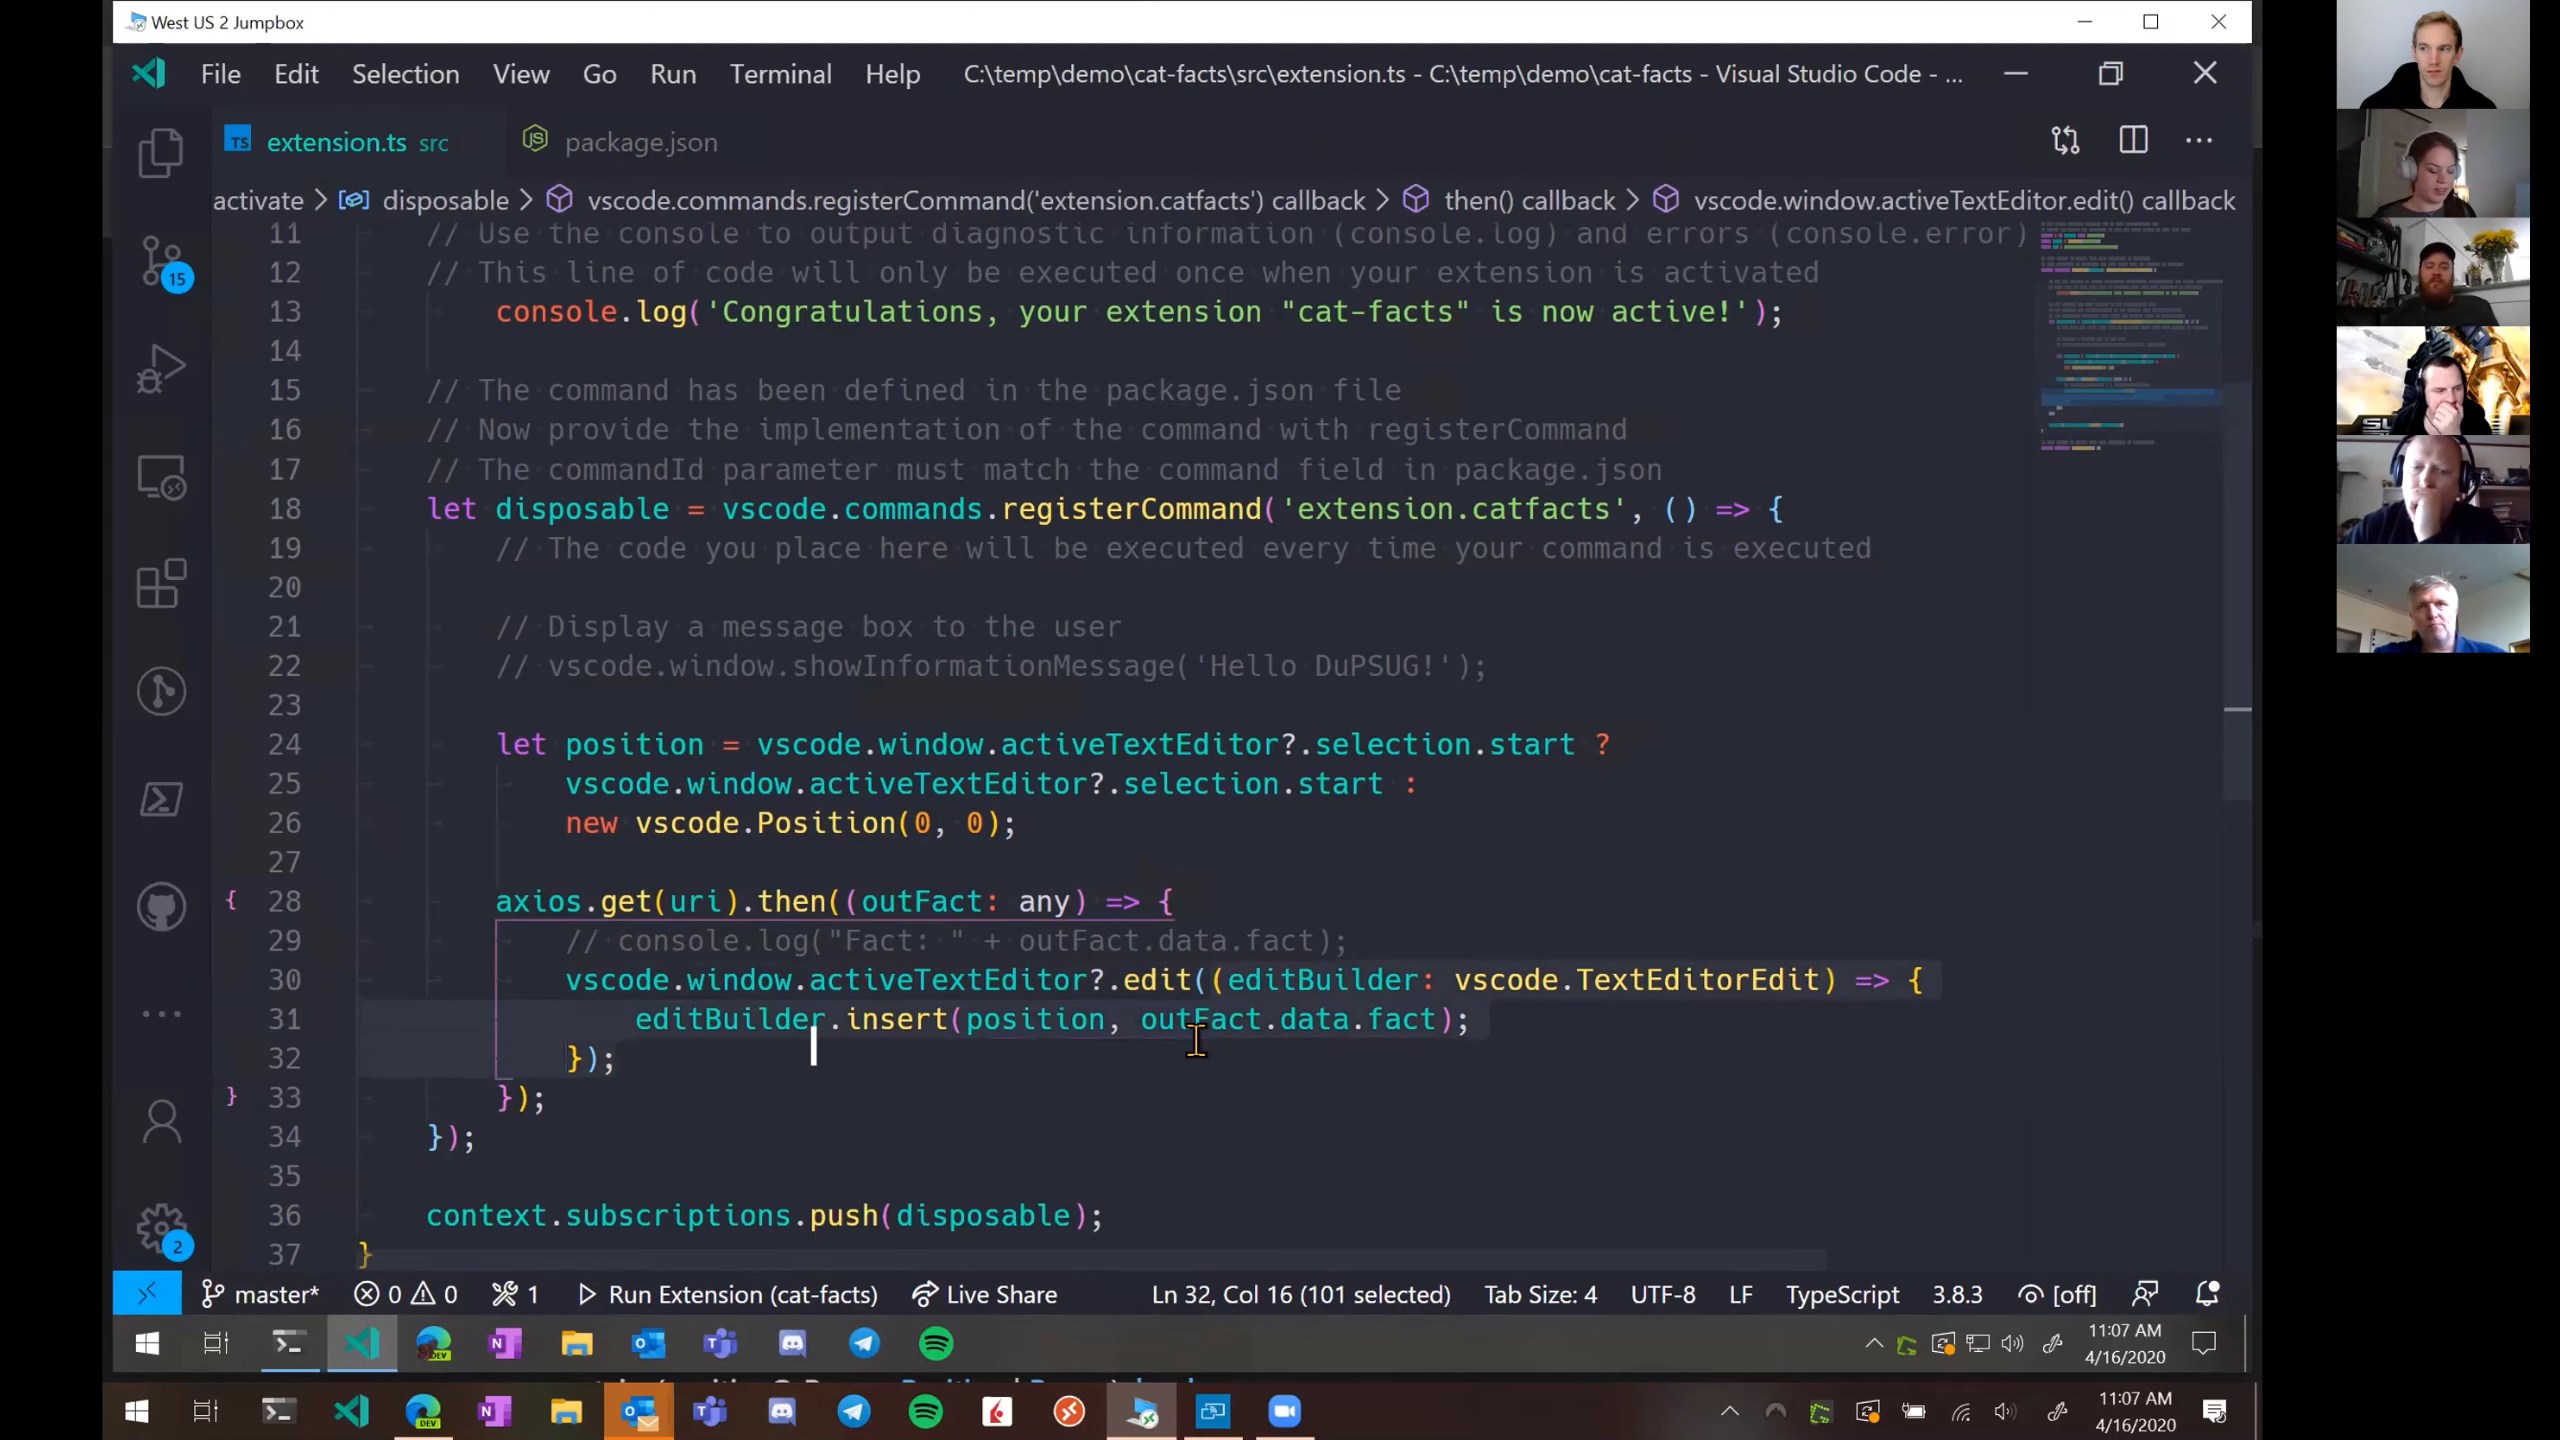 West US 2 Jumpbox
File Edit Selection View Go Run Terminal Help C:\temp\demo\cat-facts\src\extension.ts - C:\temp\demo\cat-facts - Visual Studio Code - ...
TS extension.ts src JS package.json
activate > disposable > vscode.commands.registerCommand('extension.catfacts') callback > then() callback > vscode.window.activeTextEditor.edit() callback
11 // Use the console to output diagnostic information (console.log) and errors (console.error)
12 // This line of code will only be executed once when your extension is activated
13 console.log('Congratulations, your extension "cat-facts" is now active!');
14
15 // The command has been defined in the package.json file
16 // Now provide the implementation of the command with registerCommand
17 // The commandId parameter must match the command field in package.json
18 let disposable = vscode.commands.registerCommand('extension.catfacts', () => {
19 // The code you place here will be executed every time your command is executed
20
21 // Display a message box to the user
22 // vscode.window.showInformationMessage('Hello DuPSUG!');
23
24 let position = vscode.window.activeTextEditor?.selection.start ?
25 vscode.window.activeTextEditor?.selection.start :
26 new vscode.Position(0, 0);
27
{ 28 axios.get(uri).then((outFact: any) => {
29 // console.log("Fact: " + outFact.data.fact);
30 vscode.window.activeTextEditor?.edit((editBuilder: vscode.TextEditorEdit) => {
31 editBuilder.insert(position, outFact.data.fact);
32 });
} 33 });
34 });
35
36 context.subscriptions.push(disposable);
37 }
15
2
master* 0 0 1 Run Extension (cat-facts) Live Share Ln 32, Col 16 (101 selected) Tab Size: 4 UTF-8 LF TypeScript 3.8.3 [off]
11:07 AM
4/16/2020
11:07 AM
4/16/2020